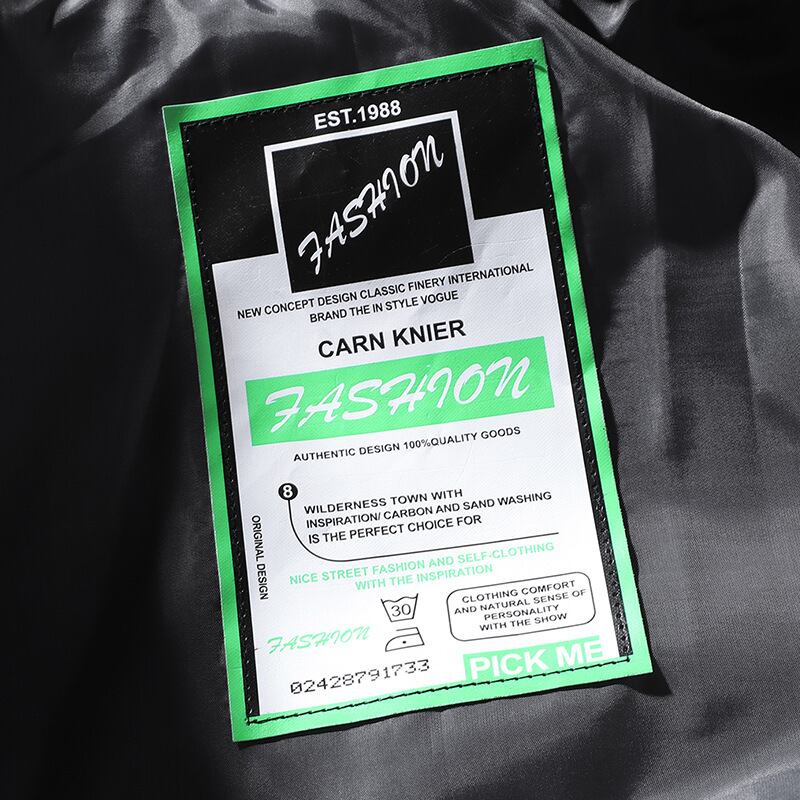 EST.1988
FASHION
NEW CONCEPT DESIGN CLASSIC FINERY INTERNATIONAL
BRAND THE IN STYLE VOGUE
CARN KNIER
FASHION
AUTHENTIC DESIGN 100%QUALITY GOODS
8
WILDERNESS TOWN WITH
INSPIRATION/ CARBON AND SAND WASHING
IS THE PERFECT CHOICE FOR
ORIGINAL DESIGN
NICE STREET FASHION AND SELF-CLOTHING
WITH THE INSPIRATION
30
CLOTHING COMFORT
AND NATURAL SENSE OF
PERSONALITY
WITH THE SHOW
FASHION
02428791733
PICK ME